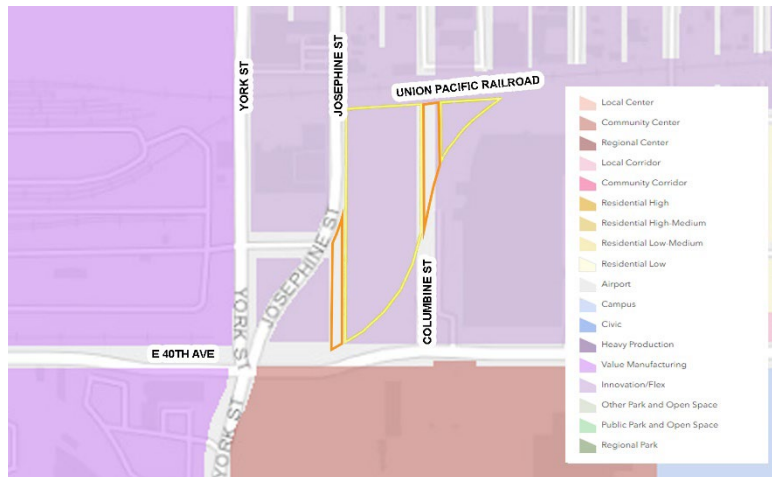 YORK ST
JOSEPHINE ST
UNION PACIFIC RAILROAD
JOSEPHINE ST
YORK ST
COLUMBINE ST
E 40TH AVE
YORK ST
Local Center
Community Center
Regional Center
Local Corridor
Community Corridor
Residential High
Residential High-Medium
Residential Low-Medium
Residential Low
Airport
Campus
Civic
Heavy Production
Value Manufacturing
Innovation/Flex
Other Park and Open Space
Public Park and Open Space
Regional Park